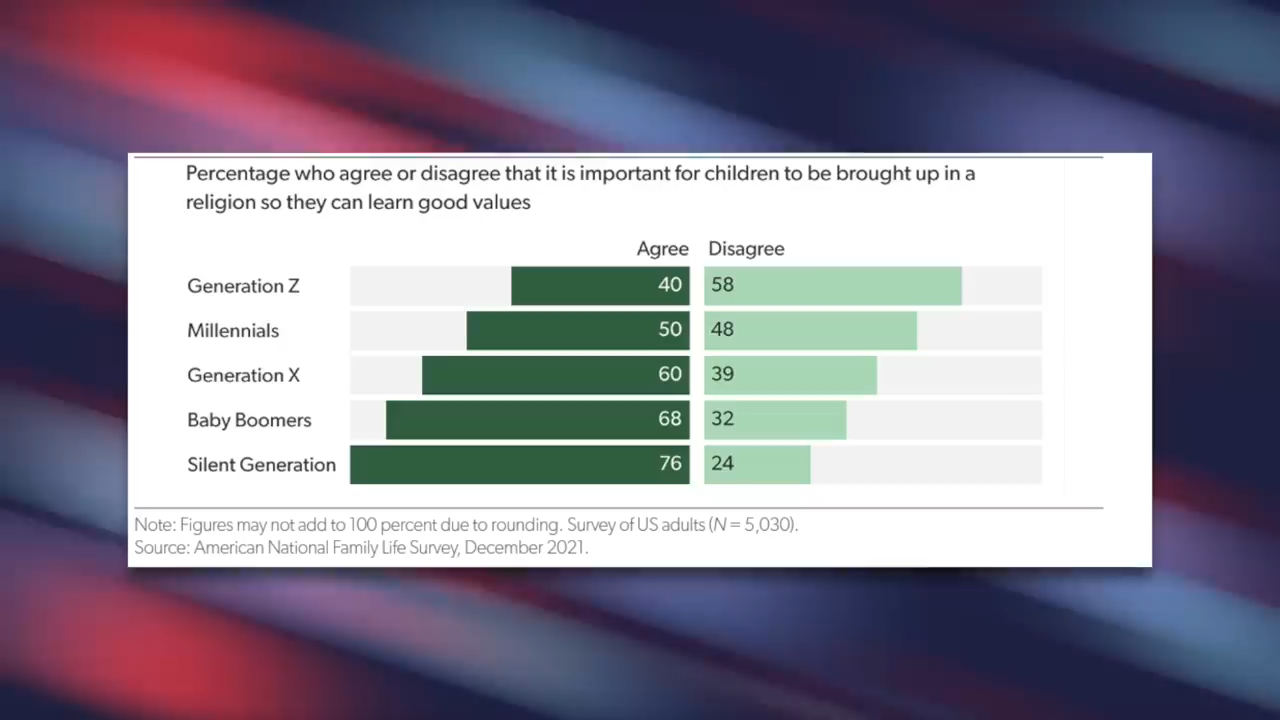 Percentage who agree or disagree that it is important for children to be brought up in a
religion so they can learn good values
Agree Disagree
Generation Z 40 58
Millennials 50 48
Generation X 60 39
Baby Boomers 68 32
Silent Generation 76 24
Note: Figures may not add to 100 percent due to rounding. Survey of US adults (N = 5,030).
Source: American National Family Life Survey, December 2021.